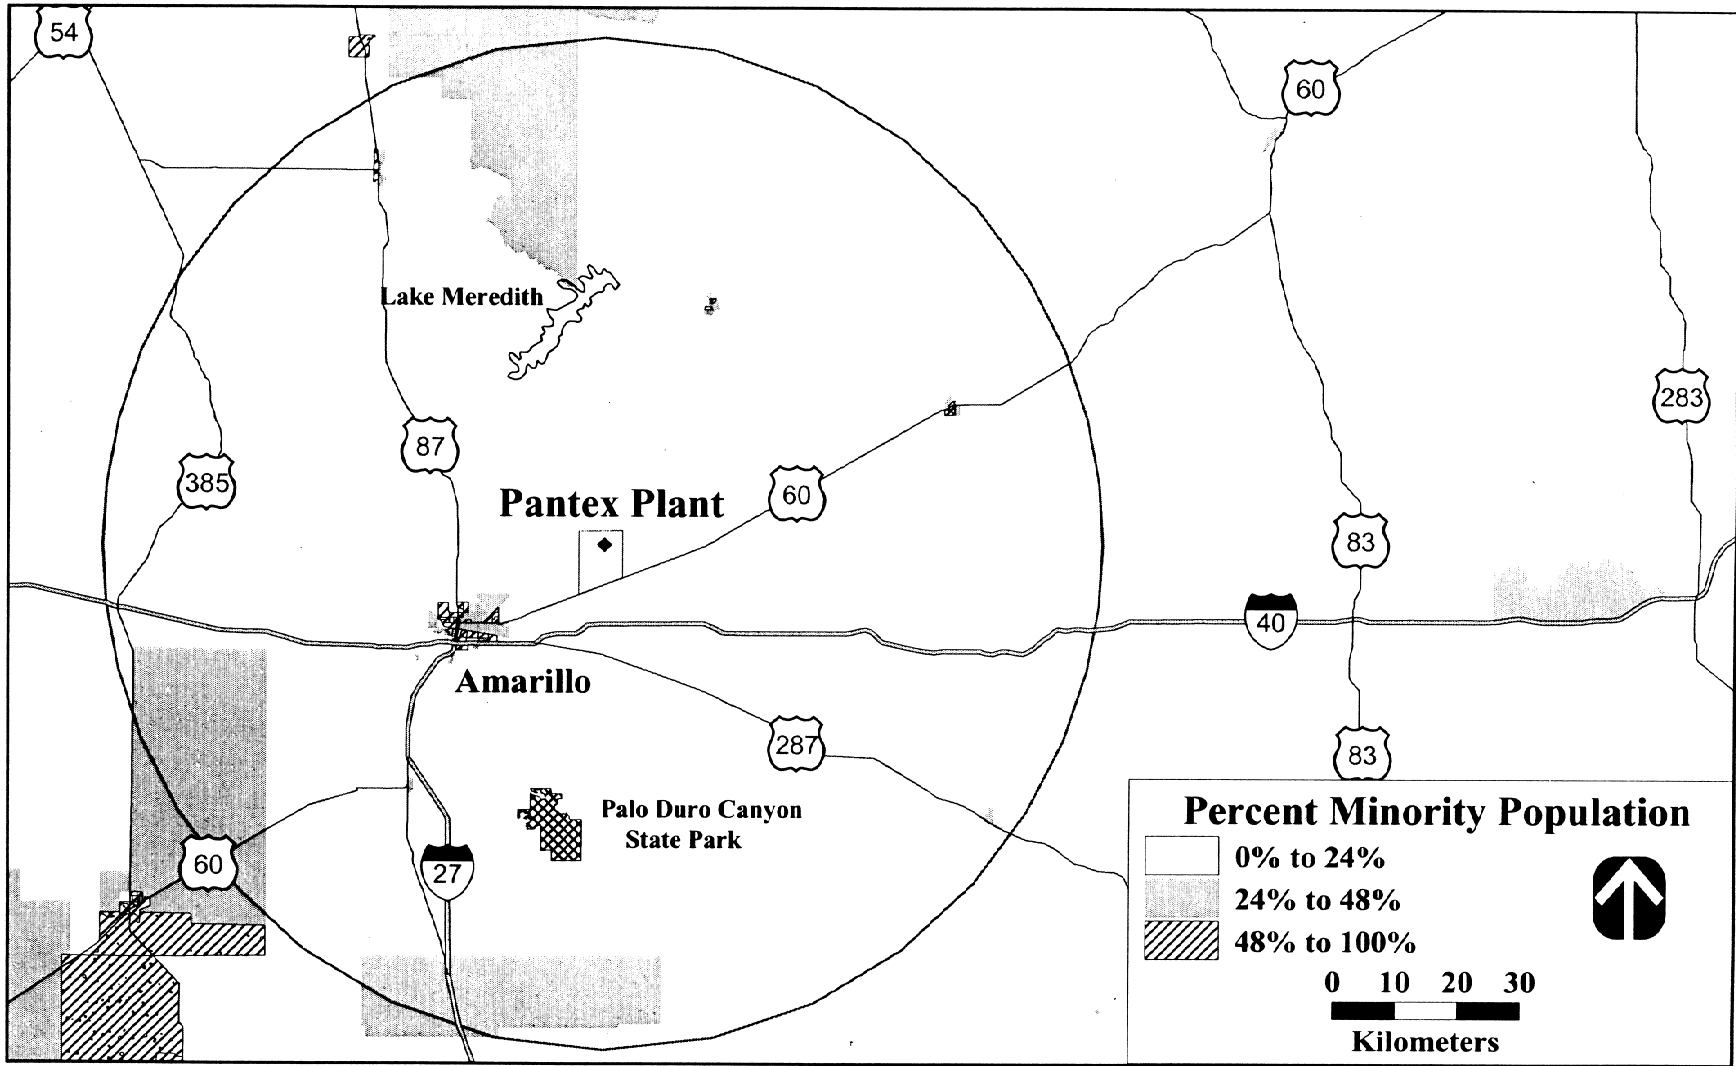 54
60
Lake Meredith
283
87
385
Pantex Plant
60
83
40
Amarillo
287
83
Palo Duro Canyon
State Park
60
27
Percent Minority Population
0% to 24%
24% to 48%
48% to 100%
0 10 20 30
Kilometers